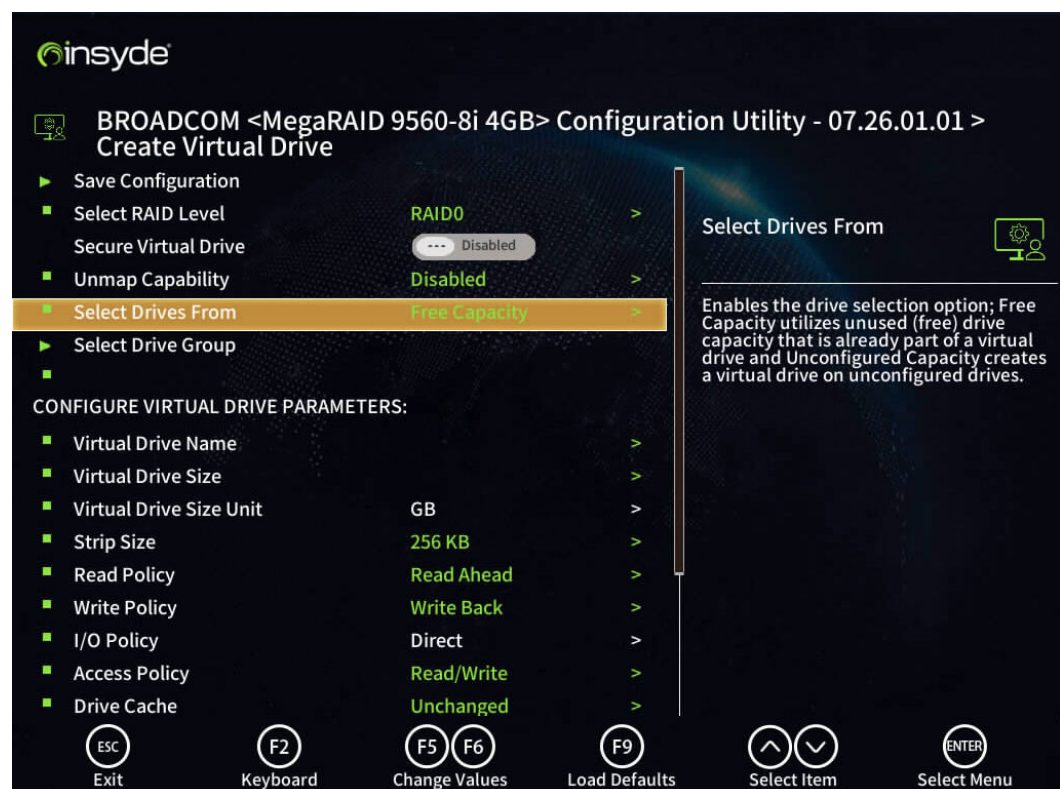 insyde
BROADCOM <MegaRAID 9560-8i 4GB> Configuration Utility - 07.26.01.01 >
Create Virtual Drive
Save Configuration
Select RAID Level RAID0 >
Secure Virtual Drive --- Disabled
Unmap Capability Disabled >
Select Drives From Free Capacity >
Select Drive Group
CONFIGURE VIRTUAL DRIVE PARAMETERS:
Virtual Drive Name >
Virtual Drive Size >
Virtual Drive Size Unit GB >
Strip Size 256 KB >
Read Policy Read Ahead >
Write Policy Write Back >
I/O Policy Direct >
Access Policy Read/Write >
Drive Cache Unchanged >
Select Drives From
Enables the drive selection option; Free
Capacity utilizes unused (free) drive
capacity that is already part of a virtual
drive and Unconfigured Capacity creates
a virtual drive on unconfigured drives.
ESC F2 F5 F6 F9 ENTER
Exit Keyboard Change Values Load Defaults Select Item Select Menu